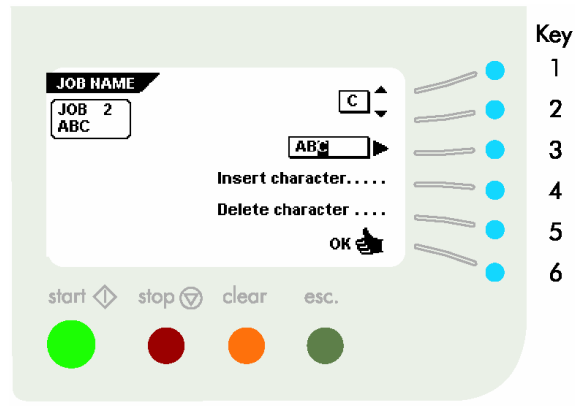 Key
JOB NAME
1
C
JOB 2
2
ABC
ABC
3
Insert character.....
4
Delete character ....
5
OK
6
start stop clear esc.